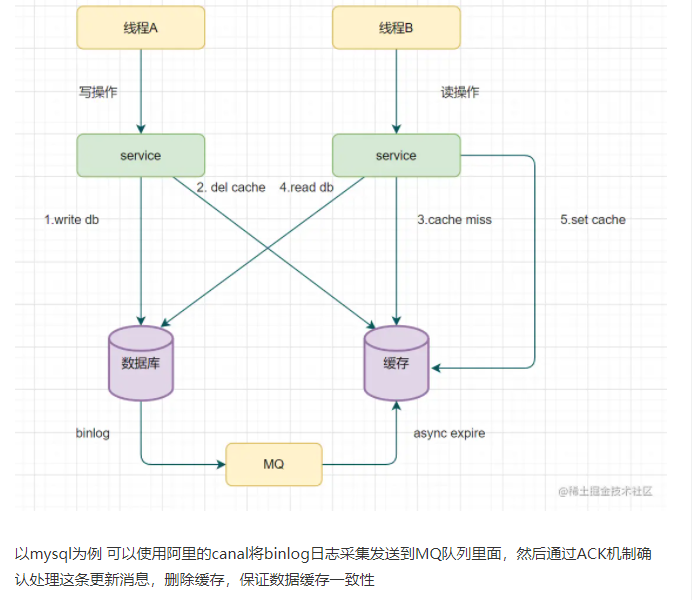 线程A
线程B
写操作
读操作
service
service
2. del cache
4.read db
1.write db
3.cache miss
5.set cache
数据库
缓存
binlog
async expire
MQ
@稀土掘金技术社区
以mysql为例 可以使用阿里的canal将binlog日志采集发送到MQ队列里面，然后通过ACK机制确
认处理这条更新消息，删除缓存，保证数据缓存一致性